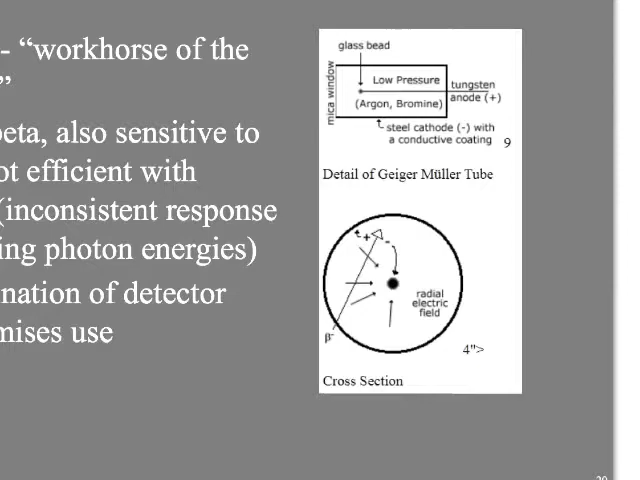 - “workhorse of the
”
eta, also sensitive to
ot efficient with
(inconsistent response
ing photon energies)
nation of detector
mises use
glass bead
mica window
Low Pressure
(Argon, Bromine)
tungsten
anode (+)
steel cathode (-) with
a conductive coating
9
Detail of Geiger Müller Tube
+
-
radial
electric
field
β-
4">
Cross Section